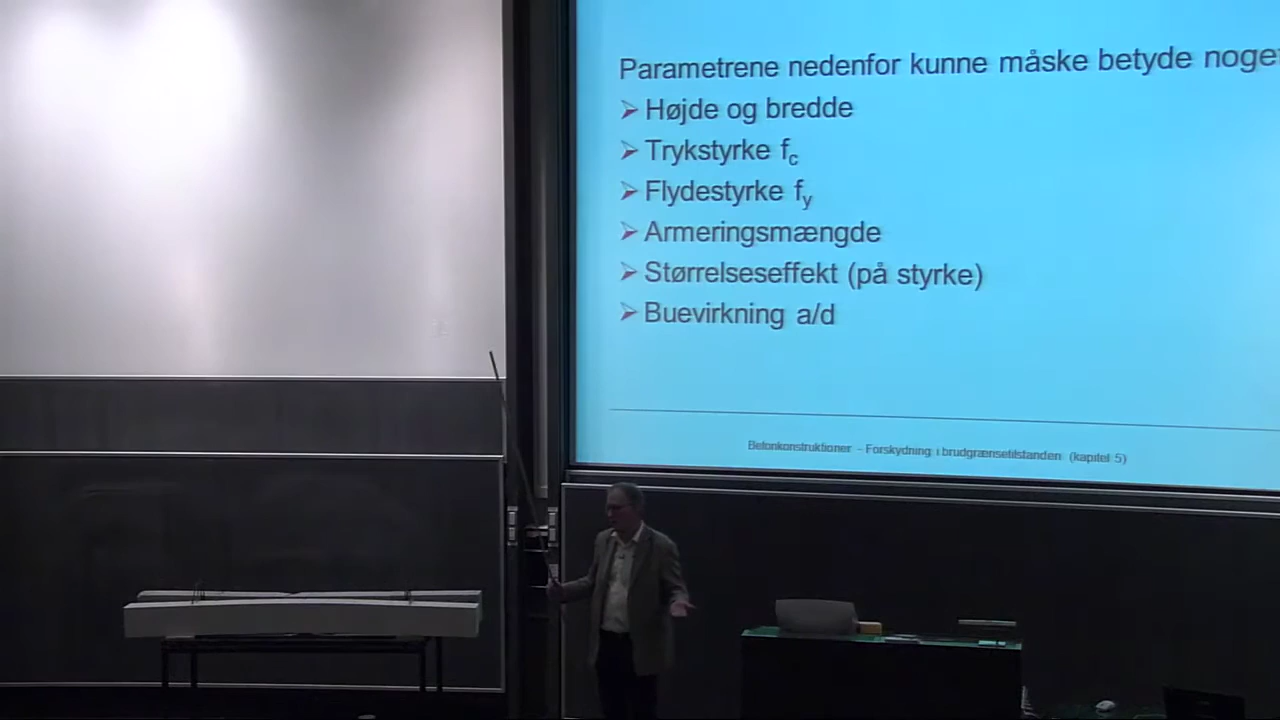 Parametrene nedenfor kunne måske betyde noget
Højde og bredde
Trykstyrke fc
Flydestyrke fy
Armeringsmængde
Størrelseseffekt (på styrke)
Buevirkning a/d
Betonkonstruktioner - Forskydning i brudgrænsetilstanden (kapitel 5)